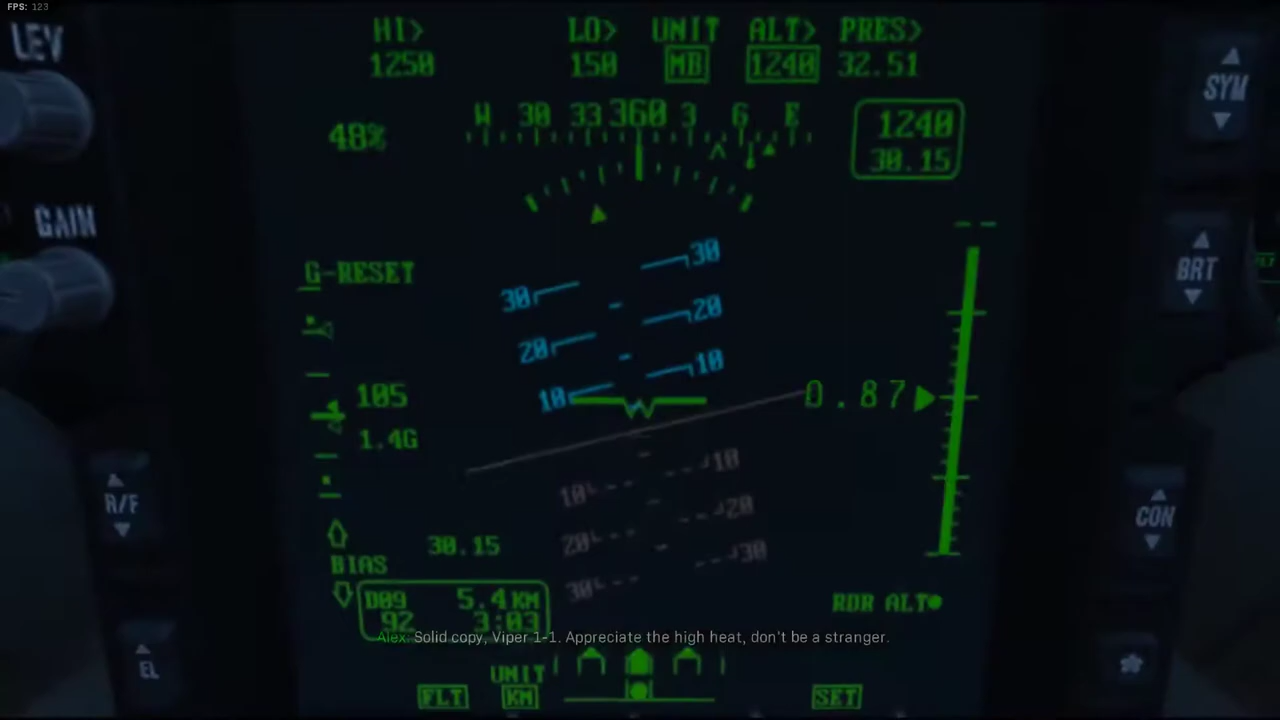 FPS: 123
LEV
HI> LO> UNIT ALT> PRES>
1250 150 MB 1240 32.51
SYM
W 30 33 360 3 6 E
48%
1240
30.15
GAIN
G-RESET
BRT
30 30
20 20
10 10
105
0.87
1.4G
10 10
20 20
30 30
R/F
CON
30.15
BIAS
D09 5.4 KM
92 3:03
RDR ALT
Alex: Solid copy, Viper 1-1. Appreciate the high heat, don't be a stranger.
EL
UNIT
FLT KM SET